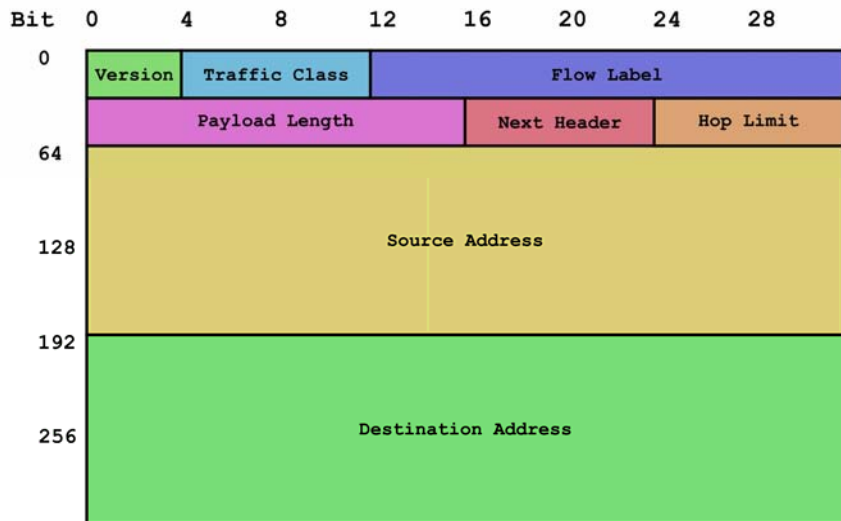 Bit 0 4 8 12 16 20 24 28
0
Version Traffic Class Flow Label
Payload Length Next Header Hop Limit
64
Source Address
128
192
Destination Address
256